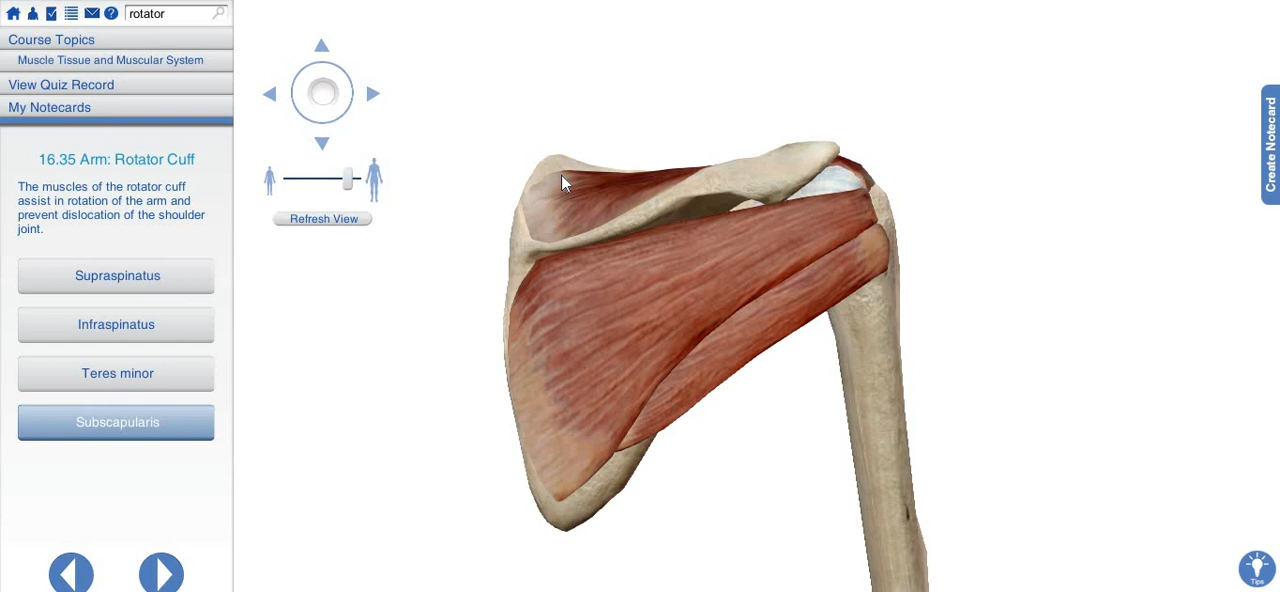 rotator
Course Topics
Muscle Tissue and Muscular System
View Quiz Record
My Notecards
16.35 Arm: Rotator Cuff
The muscles of the rotator cuff
assist in rotation of the arm and
prevent dislocation of the shoulder
joint.
Supraspinatus
Infraspinatus
Teres minor
Subscapularis
Refresh View
Create Notecard
Tips